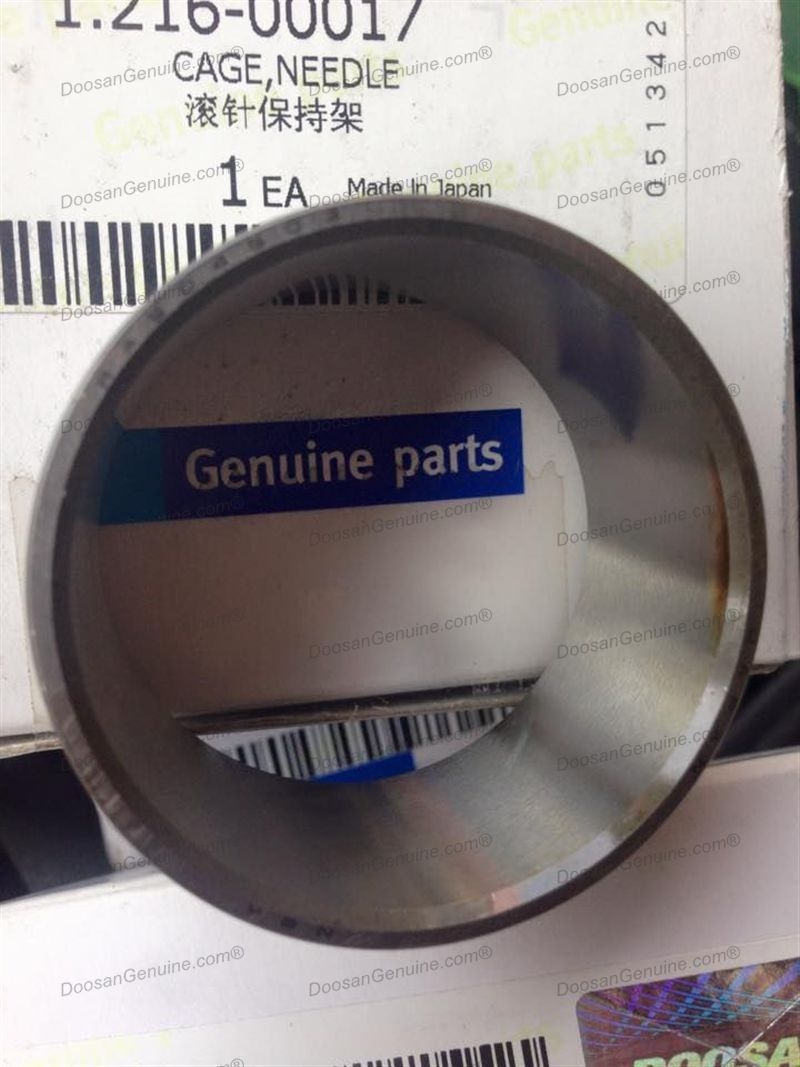 1.216-00017
CAGE,NEEDLE
滚针保持架
1 EA Made In Japan
051342
Genuine parts
DOOSA
DoosanGenuine.com®